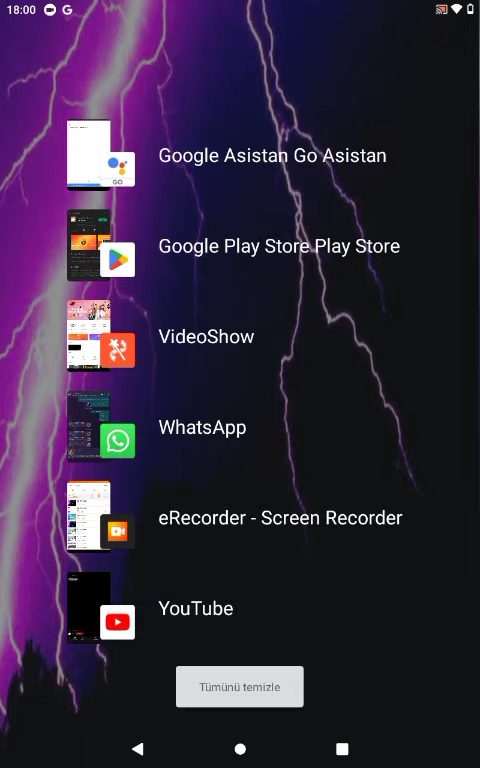 18:00
Google Asistan Go Asistan
GO
Google Play Store Play Store
VideoShow
WhatsApp
eRecorder - Screen Recorder
YouTube
Tümünü temizle